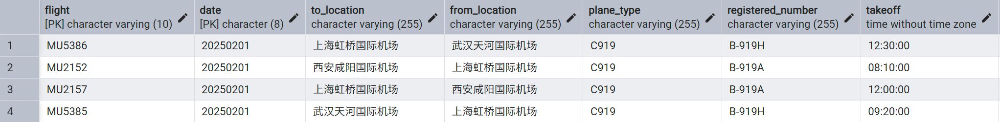 flight date to_location from_location plane_type registered_number takeoff
[PK] character varying (10) [PK] character (8) character varying (255) character varying (255) character varying (255) character varying (255) time without time zone
1 MU5386 20250201 上海虹桥国际机场 武汉天河国际机场 C919 B-919H 12:30:00
2 MU2152 20250201 西安咸阳国际机场 上海虹桥国际机场 C919 B-919A 08:10:00
3 MU2157 20250201 上海虹桥国际机场 西安咸阳国际机场 C919 B-919A 12:00:00
4 MU5385 20250201 武汉天河国际机场 上海虹桥国际机场 C919 B-919H 09:20:00